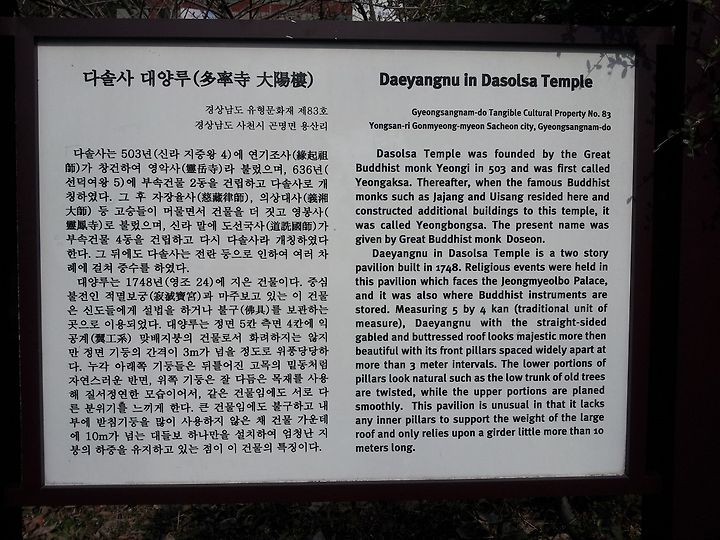 다솔사 대양루(多率寺 大陽樓)
경상남도 유형문화재 제83호
경상남도 사천시 곤명면 용산리
다솔사는 503년(신라 지증왕 4)에 연기조사(緣起祖
師)가 창건하여 영악사(靈岳寺)라 불렀으며, 636년(
선덕여왕 5)에 부속건물 2동을 건립하고 다솔사로 개
칭하였다. 그 후 자장율사(慈藏律師), 의상대사(義湘
大師) 등 고승들이 머물면서 건물을 더 짓고 영봉사(
靈鳳寺)로 불렀으며, 신라 말에 도선국사(道詵國師)가
부속건물 4동을 건립하고 다시 다솔사라 개칭하였다
한다. 그 뒤에도 다솔사는 전란 등으로 인하여 여러 차
례에 걸쳐 중수를 하였다.
대양루는 1748년(영조 24)에 지은 건물이다. 중심
불전인 적멸보궁(寂滅寶宮)과 마주보고 있는 이 건물
은 신도들에게 설법을 하거나 불구(佛具)를 보관하는
곳으로 이용되었다. 대양루는 정면 5칸 측면 4칸에 익
공계(翼工系) 맞배지붕의 건물로서 화려하지는 않지
만 정면 기둥의 간격이 3m가 넘을 정도로 위풍당당하
다. 누각 아래쪽 기둥들은 뒤틀어진 고목의 밑동처럼
자연스러운 반면, 위쪽 기둥은 잘 다듬은 목재를 사용
해 질서정연한 모습이어서, 같은 건물임에도 서로 다
른 분위기를 느끼게 한다. 큰 건물임에도 불구하고 내
부에 받침기둥을 많이 사용하지 않은 채 건물 가운데
에 10m가 넘는 대들보 하나만을 설치하여 엄청난 지
붕의 하중을 유지하고 있는 점이 이 건물의 특징이다.
Daeyangnu in Dasolsa Temple
Gyeongsangnam-do Tangible Cultural Property No. 83
Yongsan-ri Gonmyeong-myeon Sacheon city, Gyeongsangnam-do
Dasolsa Temple was founded by the Great
Buddhist monk Yeongi in 503 and was first called
Yeongaksa. Thereafter, when the famous Buddhist
monks such as Jajang and Uisang resided here and
constructed additional buildings to this temple, it
was called Yeongbongsa. The present name was
given by Great Buddhist monk Doseon.
Daeyangnu in Dasolsa Temple is a two story
pavilion built in 1748. Religious events were held in
this pavilion which faces the Jeongmyeolbo Palace,
and it was also where Buddhist instruments are
stored. Measuring 5 by 4 kan (traditional unit of
measure), Daeyangnu with the straight-sided
gabled and buttressed roof looks majestic more then
beautiful with its front pillars spaced widely apart at
more than 3 meter intervals. The lower portions of
pillars look natural such as the low trunk of old trees
are twisted, while the upper portions are planed
smoothly. This pavilion is unusual in that it lacks
any inner pillars to support the weight of the large
roof and only relies upon a girder little more than 10
meters long.